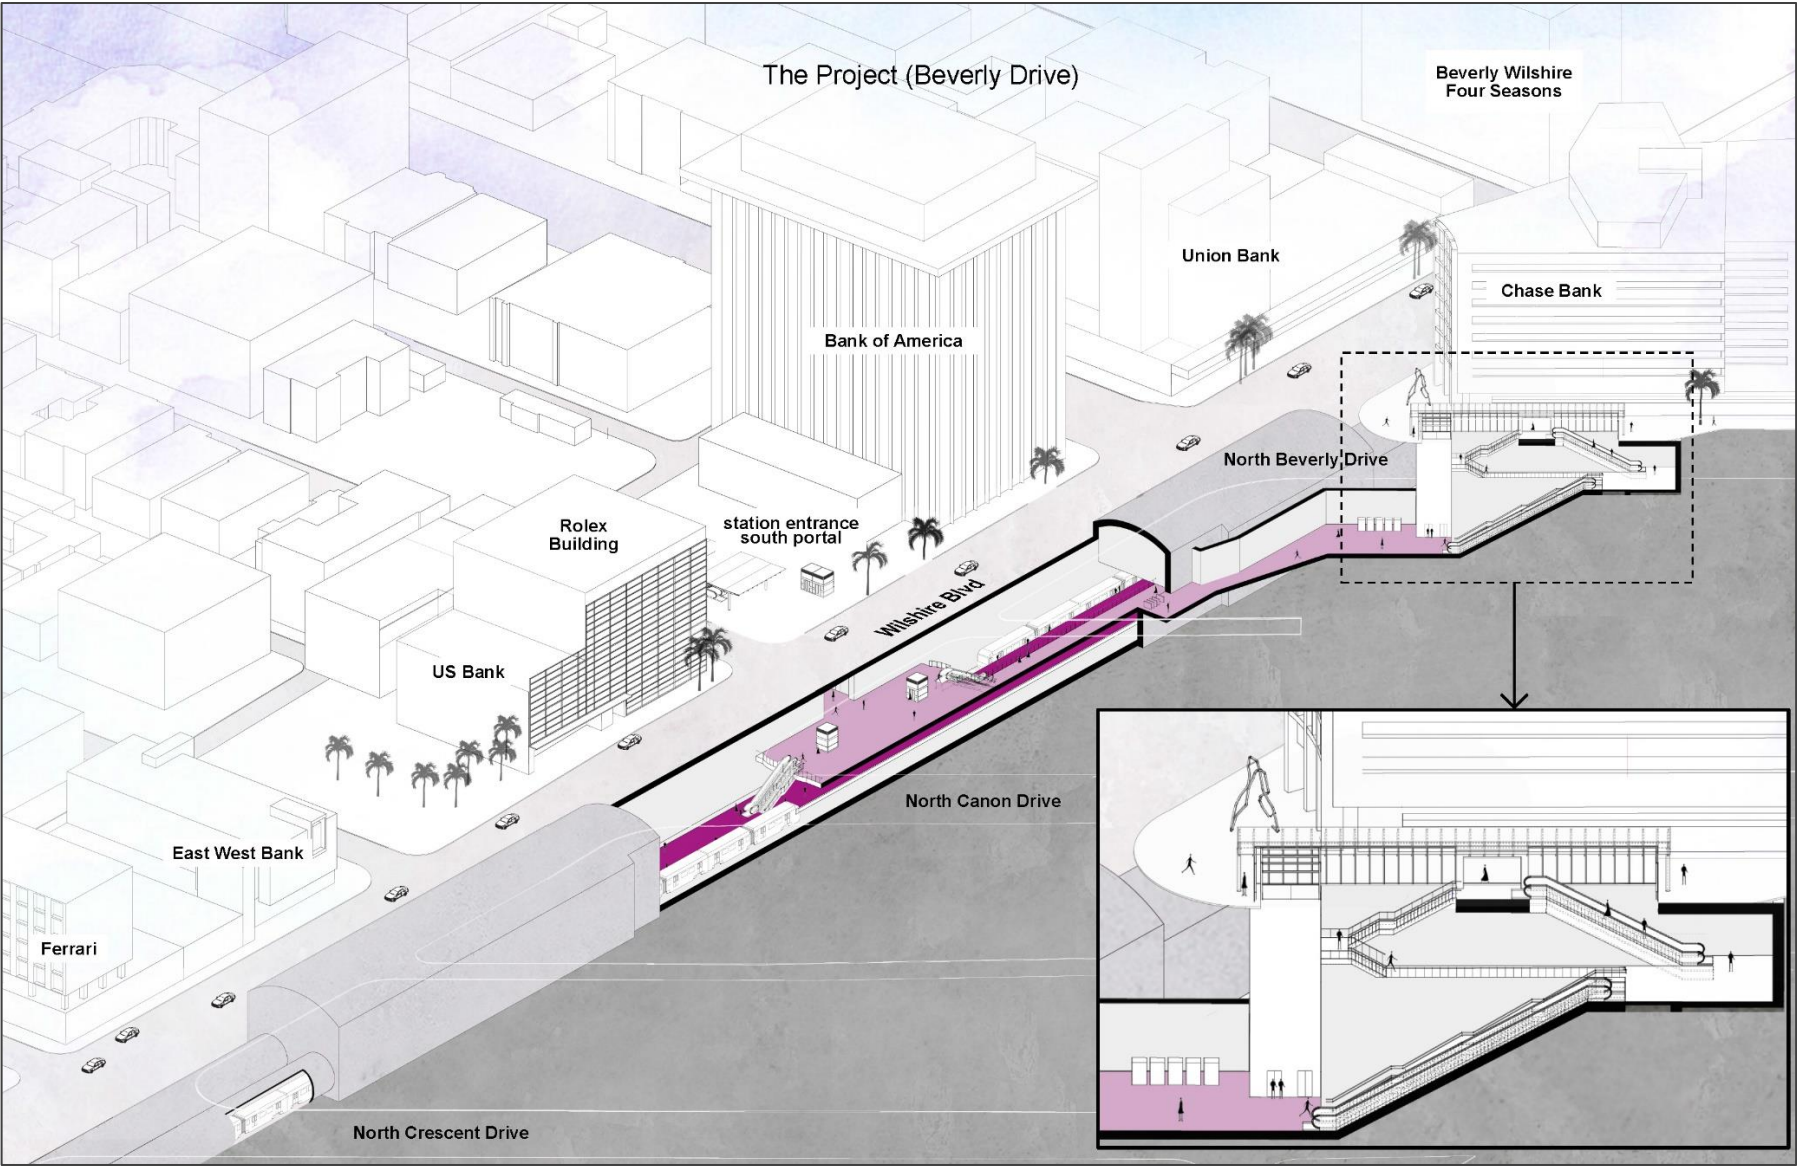 The Project (Beverly Drive)
Beverly Wilshire
Four Seasons
Union Bank
Chase Bank
Bank of America
North Beverly Drive
Rolex
Building
station entrance
south portal
Wilshire Blvd
US Bank
North Canon Drive
East West Bank
Ferrari
North Crescent Drive